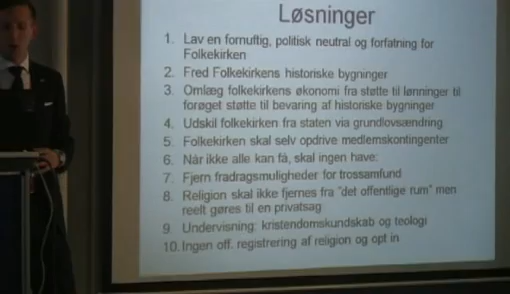 Løsninger
1. Lav en fornuftig, politisk neutral og forfatning for
Folkekirken
2. Fred Folkekirkens historiske bygninger
3. Omlæg folkekirkens økonomi fra støtte til lønninger til
forøget støtte til bevaring af historiske bygninger
4. Udskil folkekirken fra staten via grundlovsændring
5. Folkekirken skal selv opdrive medlemskontingenter
6. Når ikke alle kan få, skal ingen have:
7. Fjern fradragsmuligheder for trossamfund
8. Religion skal ikke fjernes fra "det offentlige rum" men
reelt gøres til en privatsag
9. Undervisning: kristendomskundskab og teologi
10. Ingen off. registrering af religion og opt in